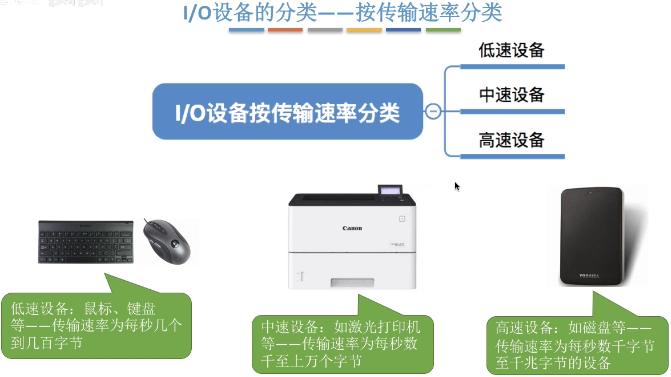 I/O设备的分类——按传输速率分类
低速设备
I/O设备按传输速率分类
中速设备
高速设备
Canon
低速设备：鼠标、键盘
等——传输速率为每秒几个
到几百字节
中速设备：如激光打印机
等——传输速率为每秒数
千至上万个字节
高速设备：如磁盘等——
传输速率为每秒数千字节
至千兆字节的设备